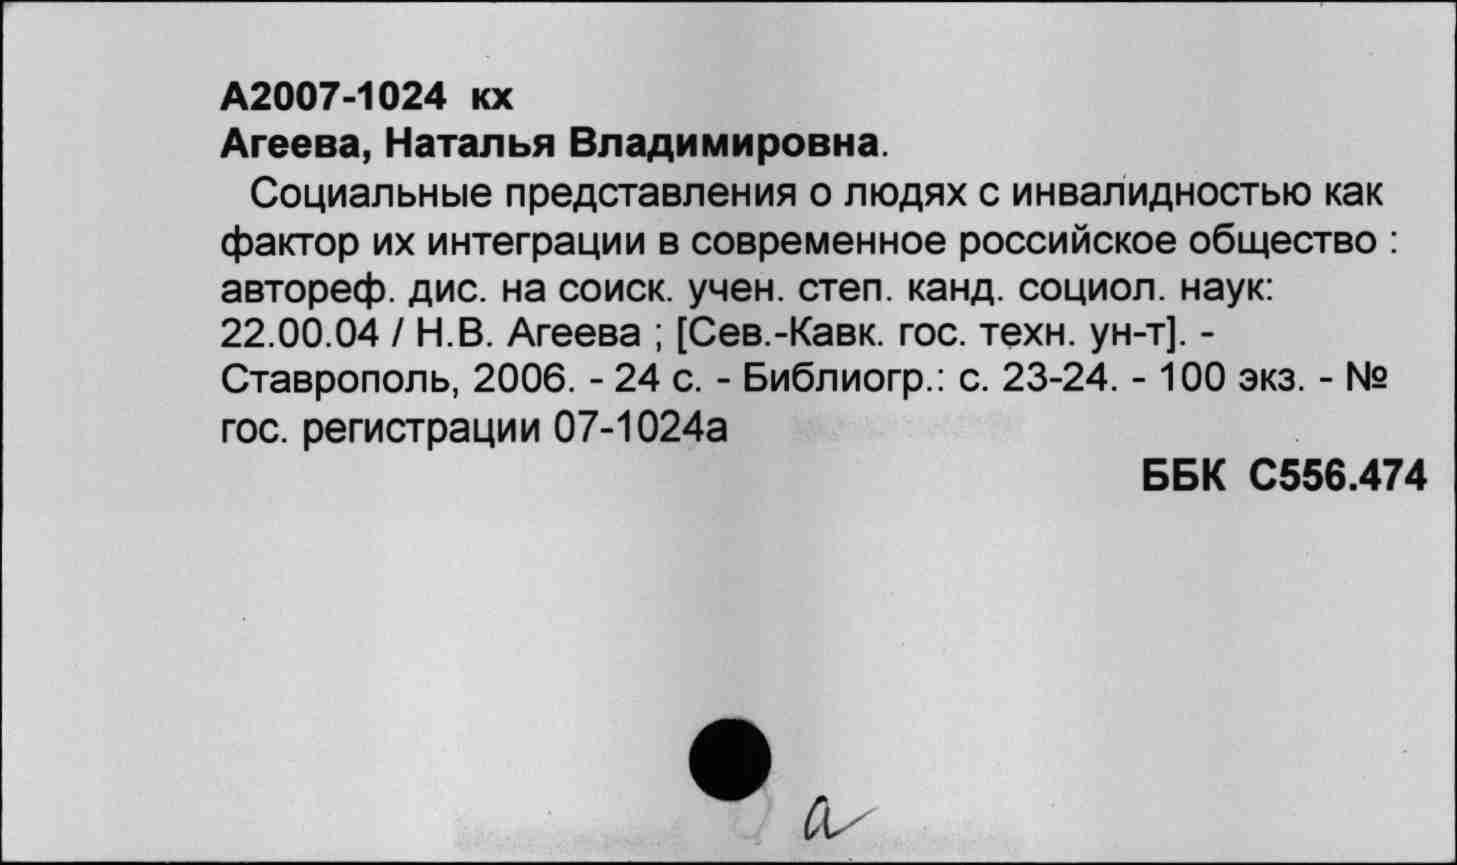 А2007-1024 кх
Агеева, Наталья Владимировна.
Социальные представления о людях с инвалидностью как
фактор их интеграции в современное российское общество :
автореф. дис. на соиск. учен. степ. канд. социол. наук:
22.00.04 / Н.В. Агеева ; [Сев.-Кавк. гос. техн. ун-т]. -
Ставрополь, 2006. - 24 с. - Библиогр.: с. 23-24. - 100 экз. - №
гос. регистрации 07-1024а
ББК С556.474
а